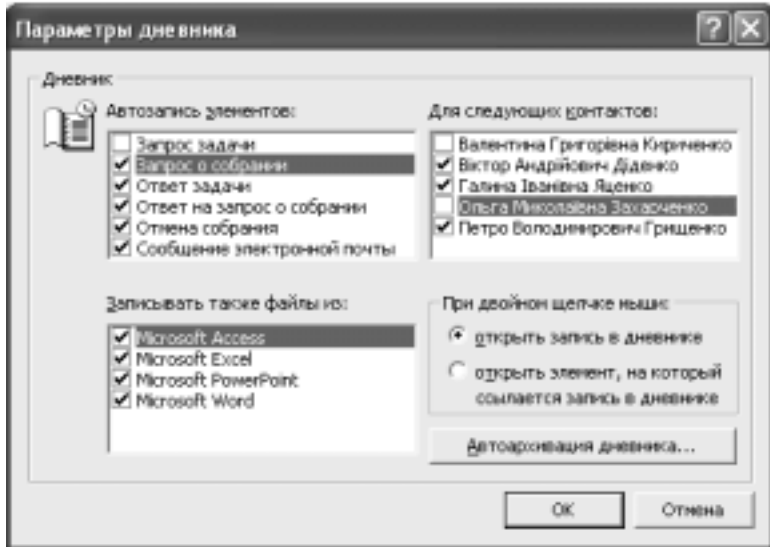 Параметры дневника
Дневник
Автозапись элементов:
Запрос задачи
Запрос о собрании
Ответ задачи
Ответ на запрос о собрании
Отмена собрания
Сообщение электронной почты
Для следующих контактов:
Валентина Григорівна Кириченко
Віктор Андрійович Діденко
Галина Іванівна Яценко
Ольга Миколаївна Захарченко
Петро Володимирович Грищенко
Записывать также файлы из:
Microsoft Access
Microsoft Excel
Microsoft PowerPoint
Microsoft Word
При двойном щелчке мыши:
открыть запись в дневнике
открыть элемент, на который
ссылается запись в дневнике
Автоархивация дневника...
ОК
Отмена